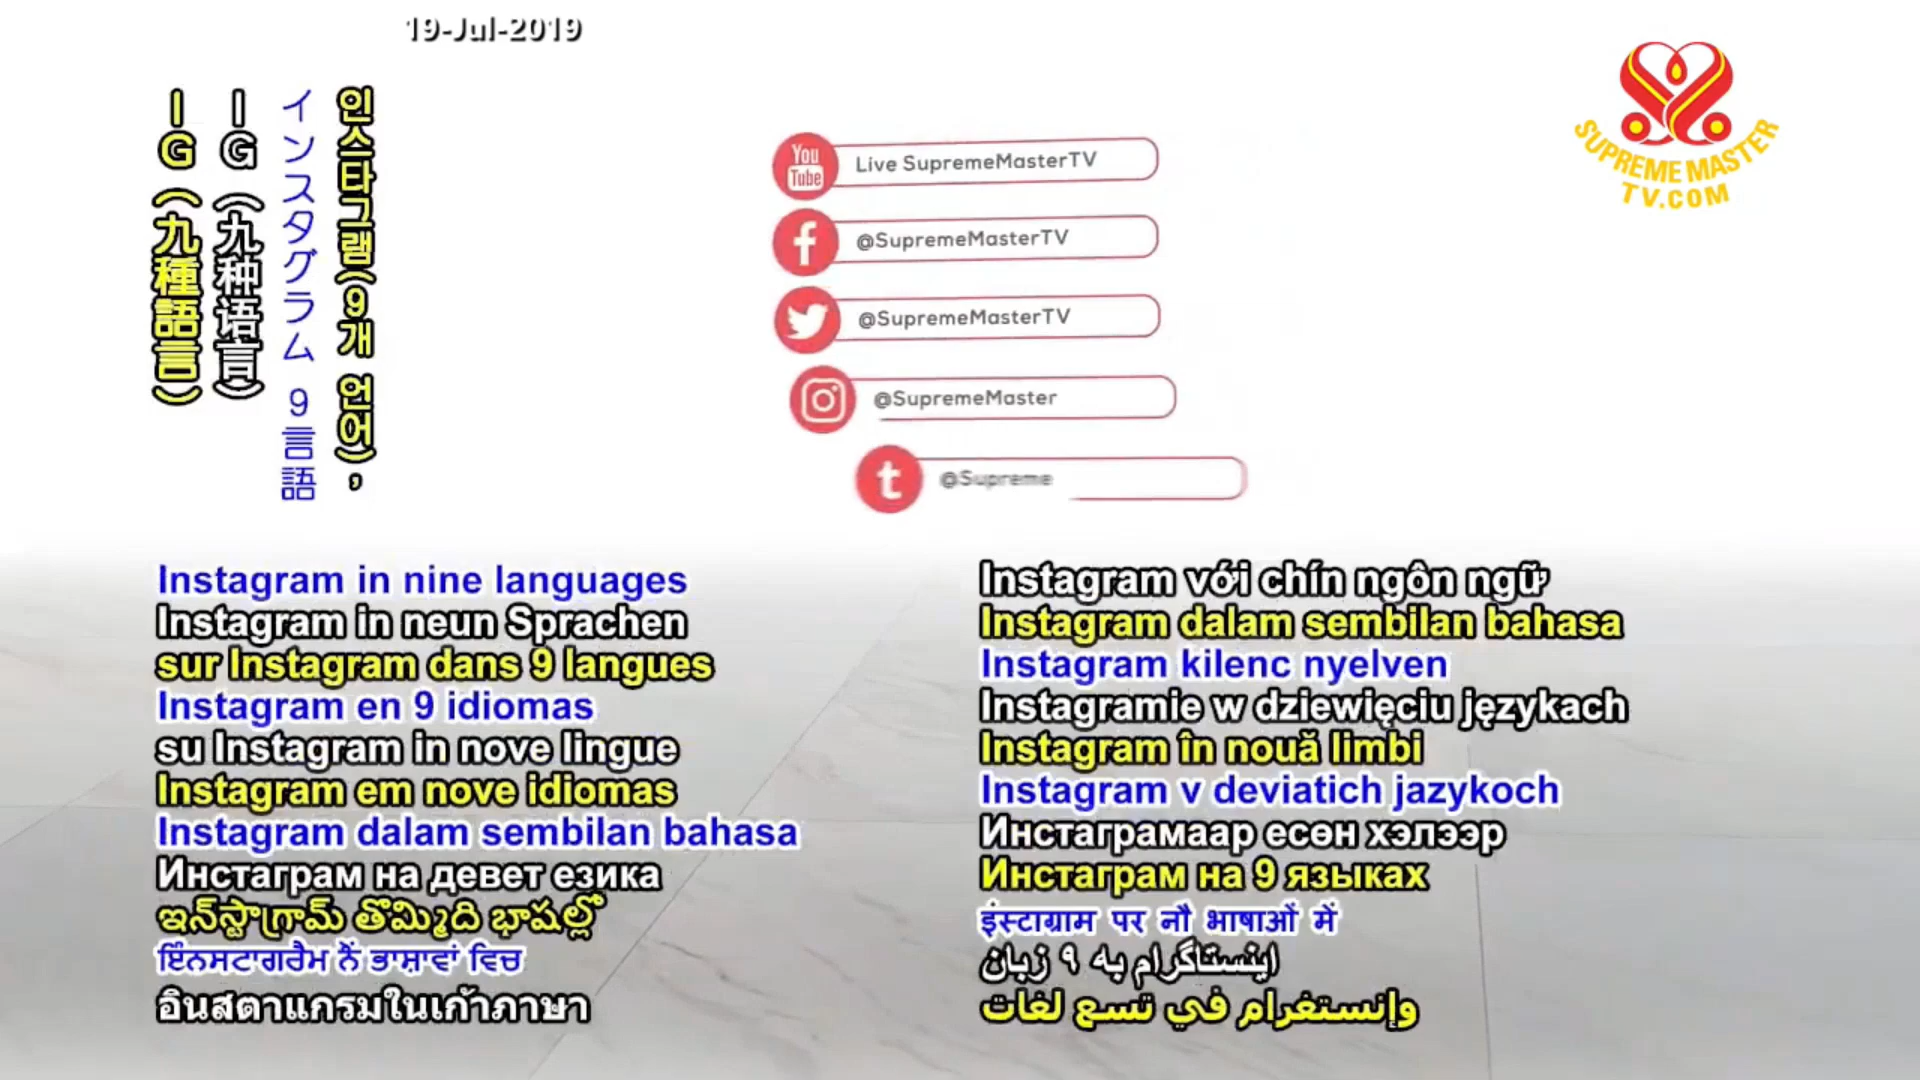 19-Jul-2019
IG（九種語言）
IG（九种语言）
インスタグラム 9言語
인스타그램(9개 언어),
You Tube
Live SupremeMasterTV
@SupremeMasterTV
@SupremeMasterTV
@SupremeMaster
@Supreme
SUPREME MASTER
TV.COM
Instagram in nine languages
Instagram in neun Sprachen
sur Instagram dans 9 langues
Instagram en 9 idiomas
su Instagram in nove lingue
Instagram em nove idiomas
Instagram dalam sembilan bahasa
Инстаграм на девет езика
ఇన్‌స్టాగ్రామ్ తొమ్మిది భాషల్లో
ਇੰਨਸਟਾਗਰੈਮ ਨੌਂ ਭਾਸ਼ਾਵਾਂ ਵਿਚ
อินสตาแกรมในเก้าภาษา
Instagram với chín ngôn ngữ
Instagram dalam sembilan bahasa
Instagram kilenc nyelven
Instagramie w dziewięciu językach
Instagram în nouă limbi
Instagram v deviatich jazykoch
Инстаграмаар есөн хэлээр
Инстаграм на 9 языках
इंस्टाग्राम पर नौ भाषाओं में
اینستاگرام به ۹ زبان
وإنستغرام في تسع لغات